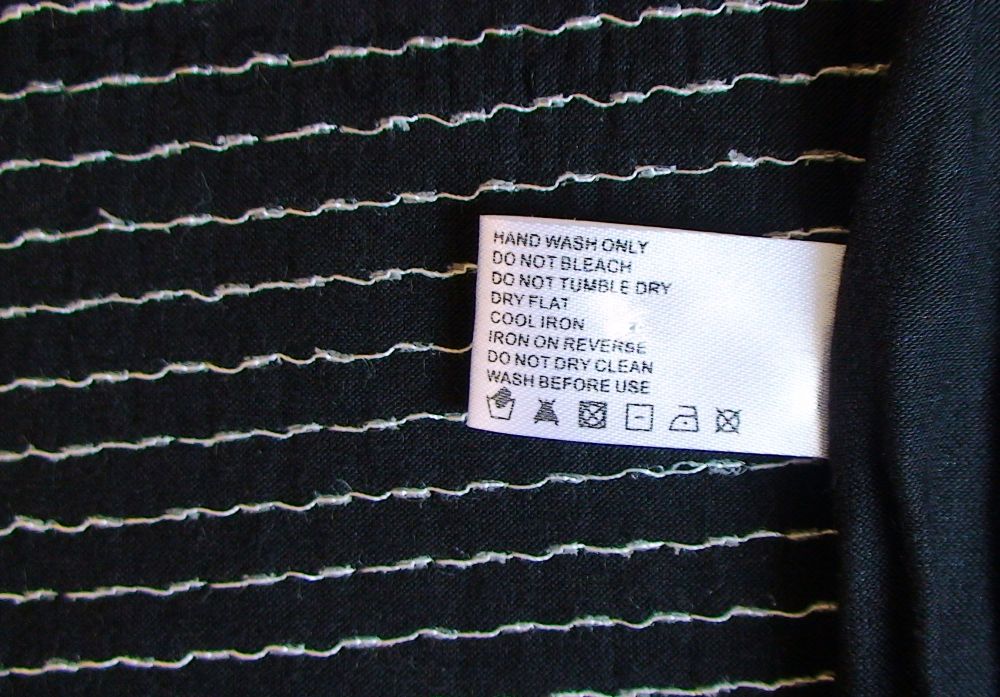 HAND WASH ONLY
DO NOT BLEACH
DO NOT TUMBLE DRY
DRY FLAT
COOL IRON
IRON ON REVERSE
DO NOT DRY CLEAN
WASH BEFORE USE